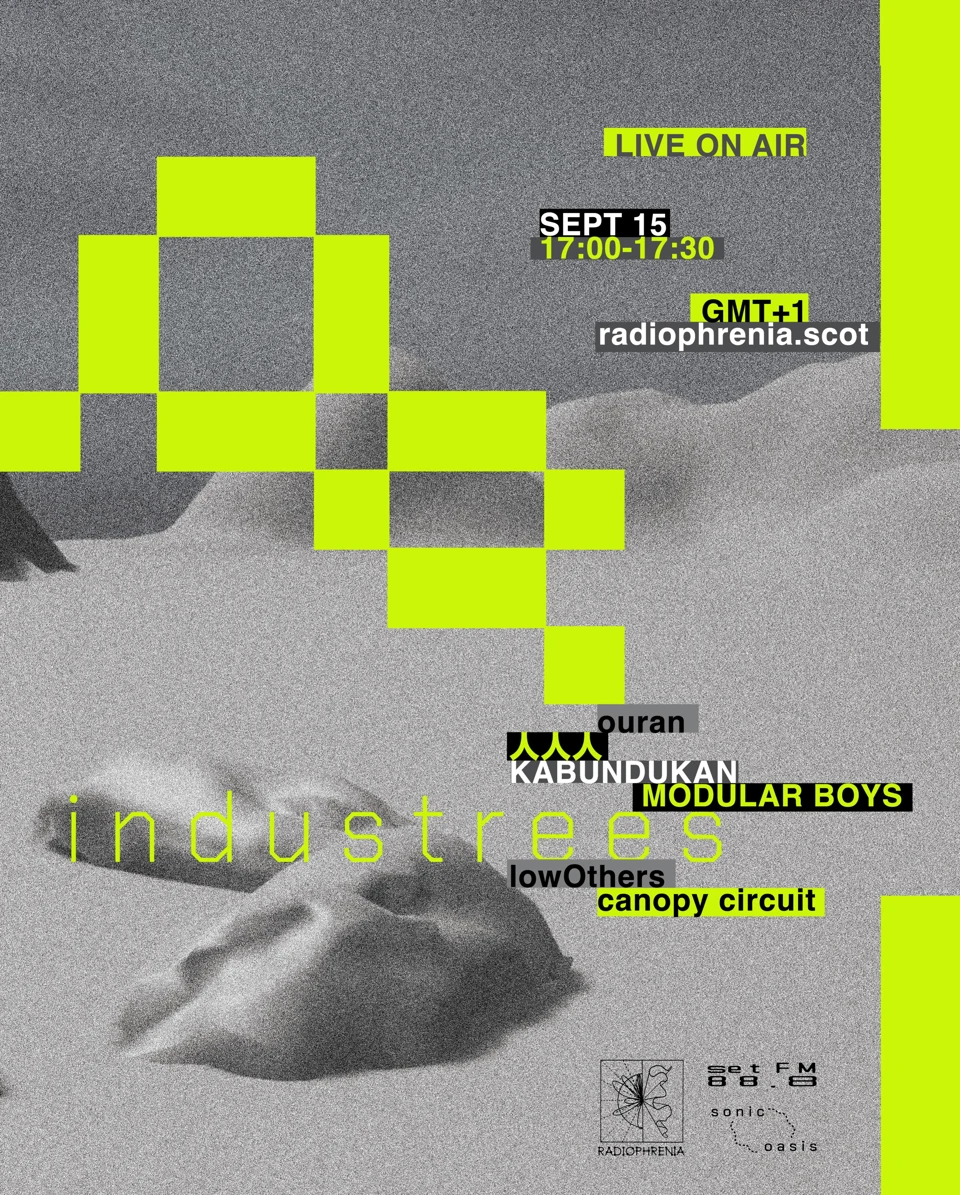 LIVE ON AIR
SEPT 15
17:00-17:30
GMT+1
radiophrenia.scot
ouran
人人人
KABUNDUKAN
MODULAR BOYS
industrees
lowOthers
canopy circuit
set FM
88.8
sonic
oasis
RADIOPHRENIA